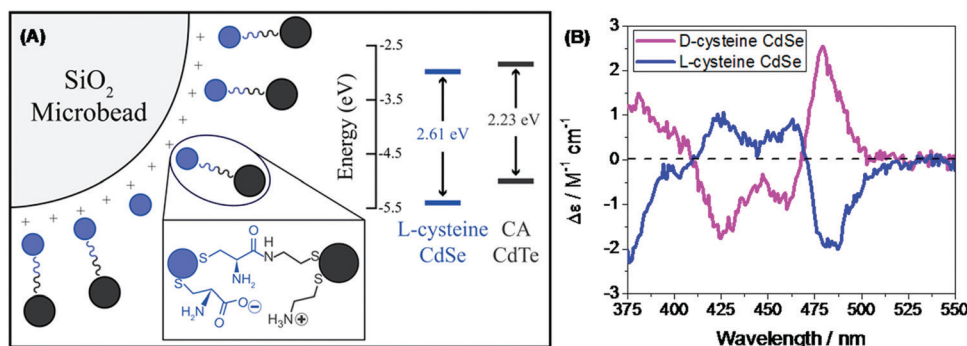 (A)
SiO2
Microbead
+
+
+
+
+
+
+
+
+
+
Energy (eV)
-2.5
-3.5
-4.5
-5.5
2.61 eV
2.23 eV
L-cysteine
CdSe
CA
CdTe
O
S
H
N
S
NH2
S
O
O⊖
H2N
S
H3N⊕
(B)
D-cysteine CdSe
L-cysteine CdSe
Δε / M-1 cm-1
3
2
1
0
-1
-2
-3
375 400 425 450 475 500 525 550
Wavelength / nm